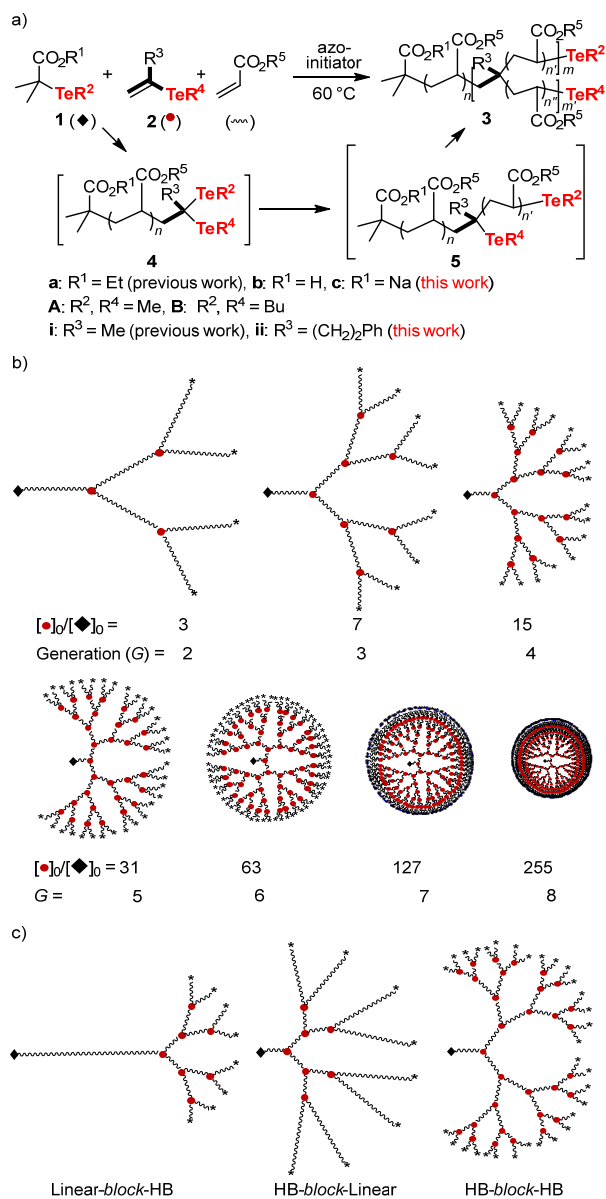 a)
CO₂R¹ R³ CO₂R⁵ azo-initiator 60 °C
TeR² + TeR⁴ +
1 (◆) 2 (●) (﹏)
CO₂R¹ CO₂R⁵ R³ CO₂R⁵ n n' m TeR²
n" m' TeR⁴ CO₂R⁵
3
CO₂R¹ CO₂R⁵ R³ TeR² TeR⁴ n
4
CO₂R¹ CO₂R⁵ R³ CO₂R⁵ TeR² n n' TeR⁴
5
a: R¹ = Et (previous work), b: R¹ = H, c: R¹ = Na (this work)
A: R², R⁴ = Me, B: R², R⁴ = Bu
i: R³ = Me (previous work), ii: R³ = (CH₂)₂Ph (this work)
b)
[●]₀/[◆]₀ = 3 7 15
Generation (G) = 2 3 4
[●]₀/[◆]₀ = 31 63 127 255
G = 5 6 7 8
c)
Linear-block-HB HB-block-Linear HB-block-HB